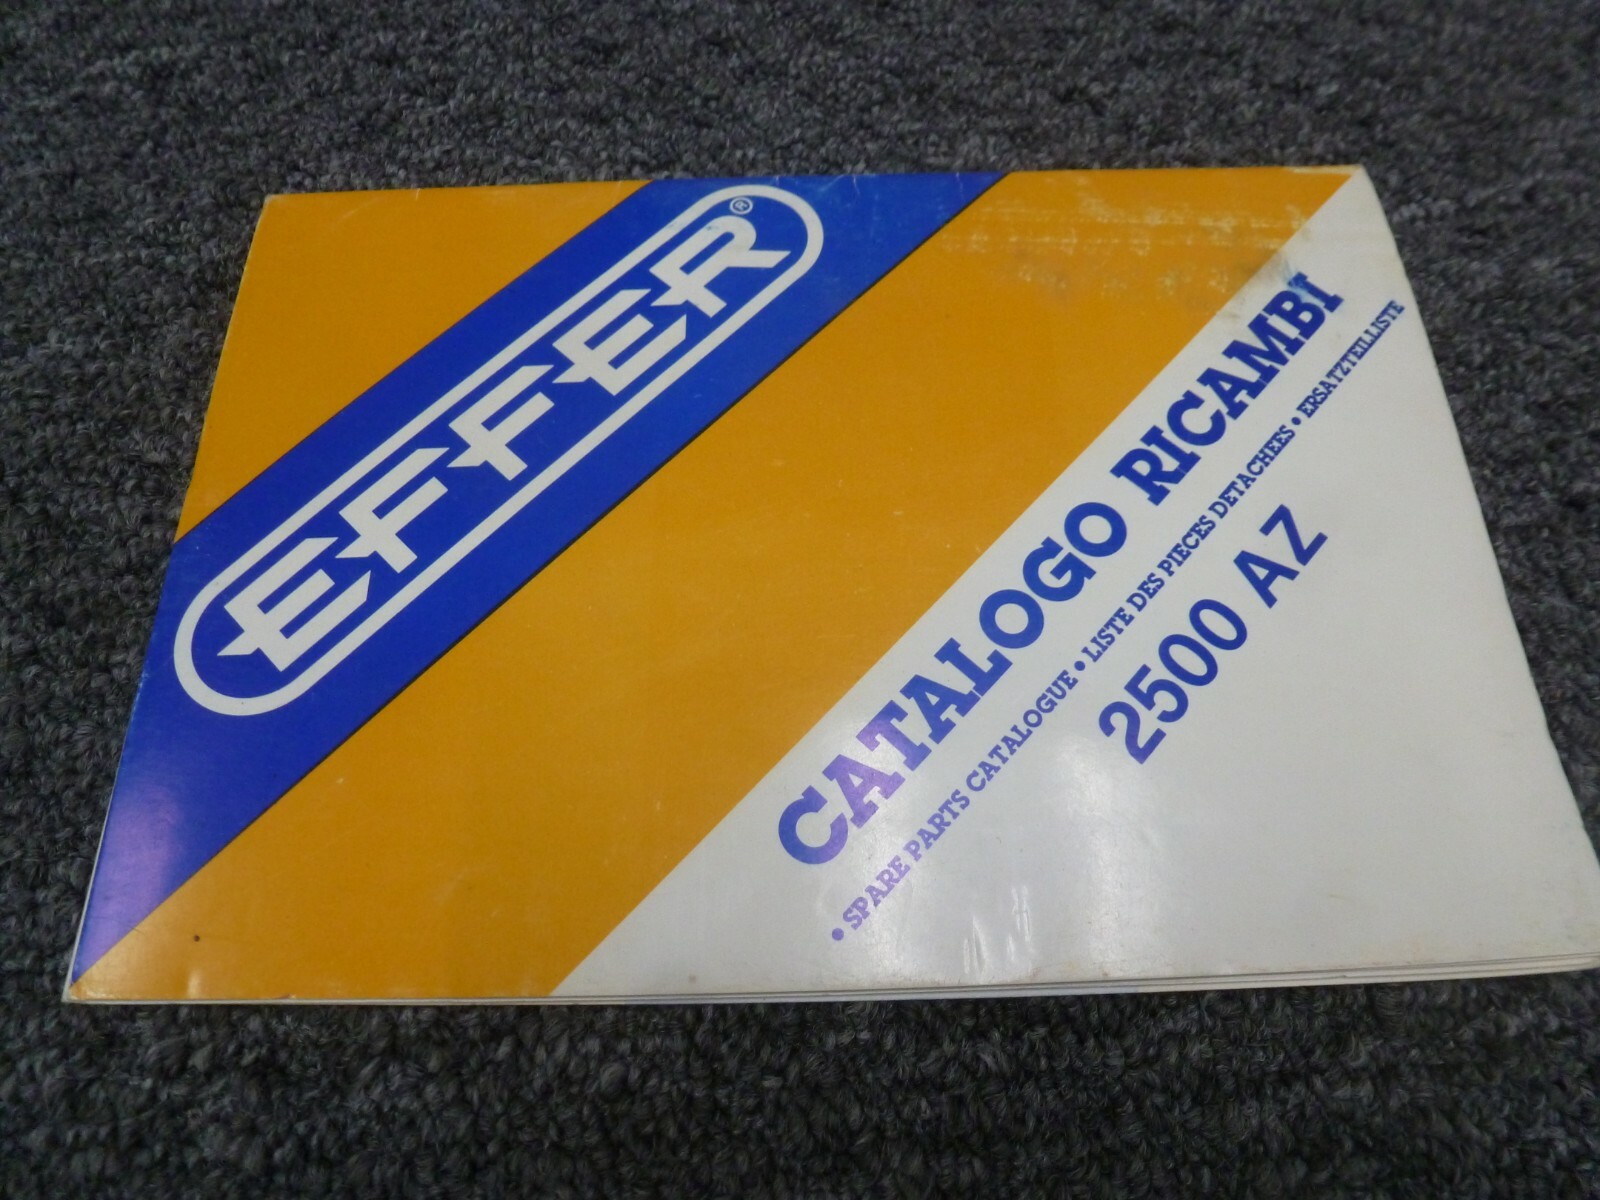 EFFER®
CATALOGO RICAMBI
• SPARE PARTS CATALOGUE • LISTE DES PIECES DETACHEES • ERSATZTEILLISTE
2500 AZ